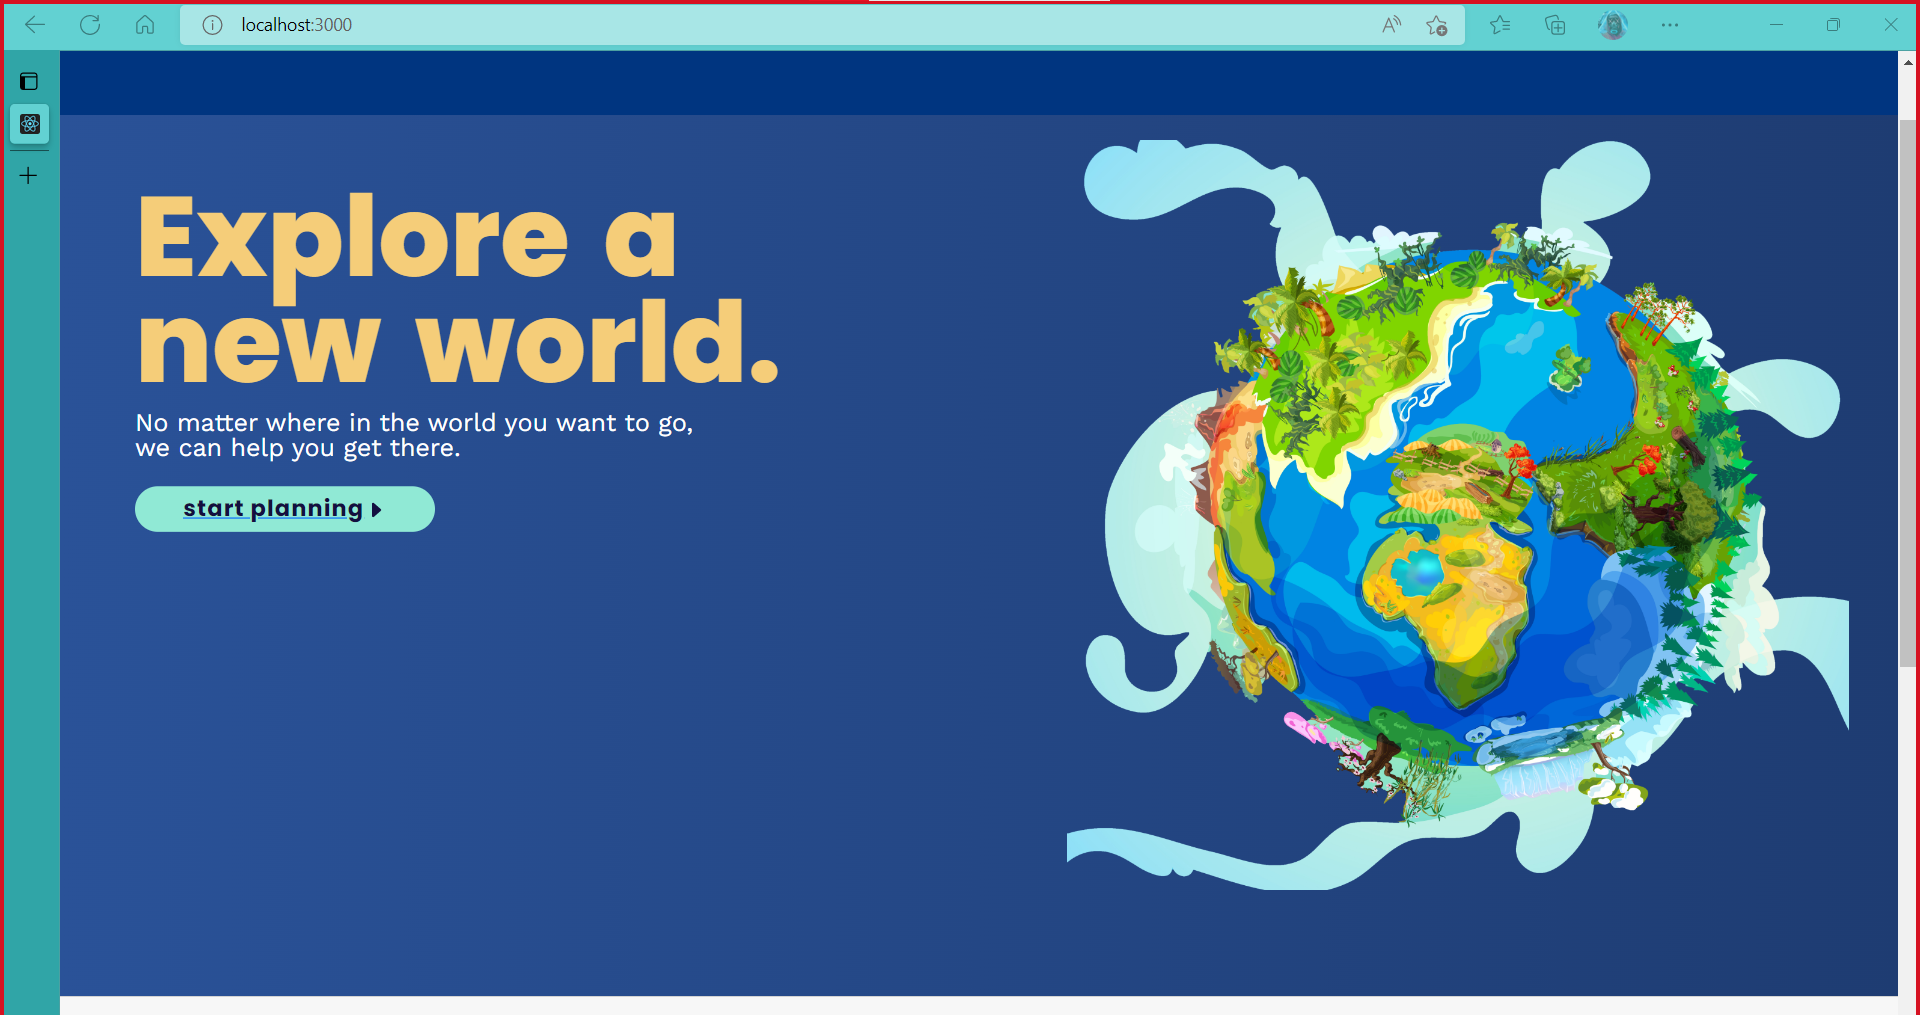 localhost:3000
Explore a
new world.
No matter where in the world you want to go,
we can help you get there.
start planning